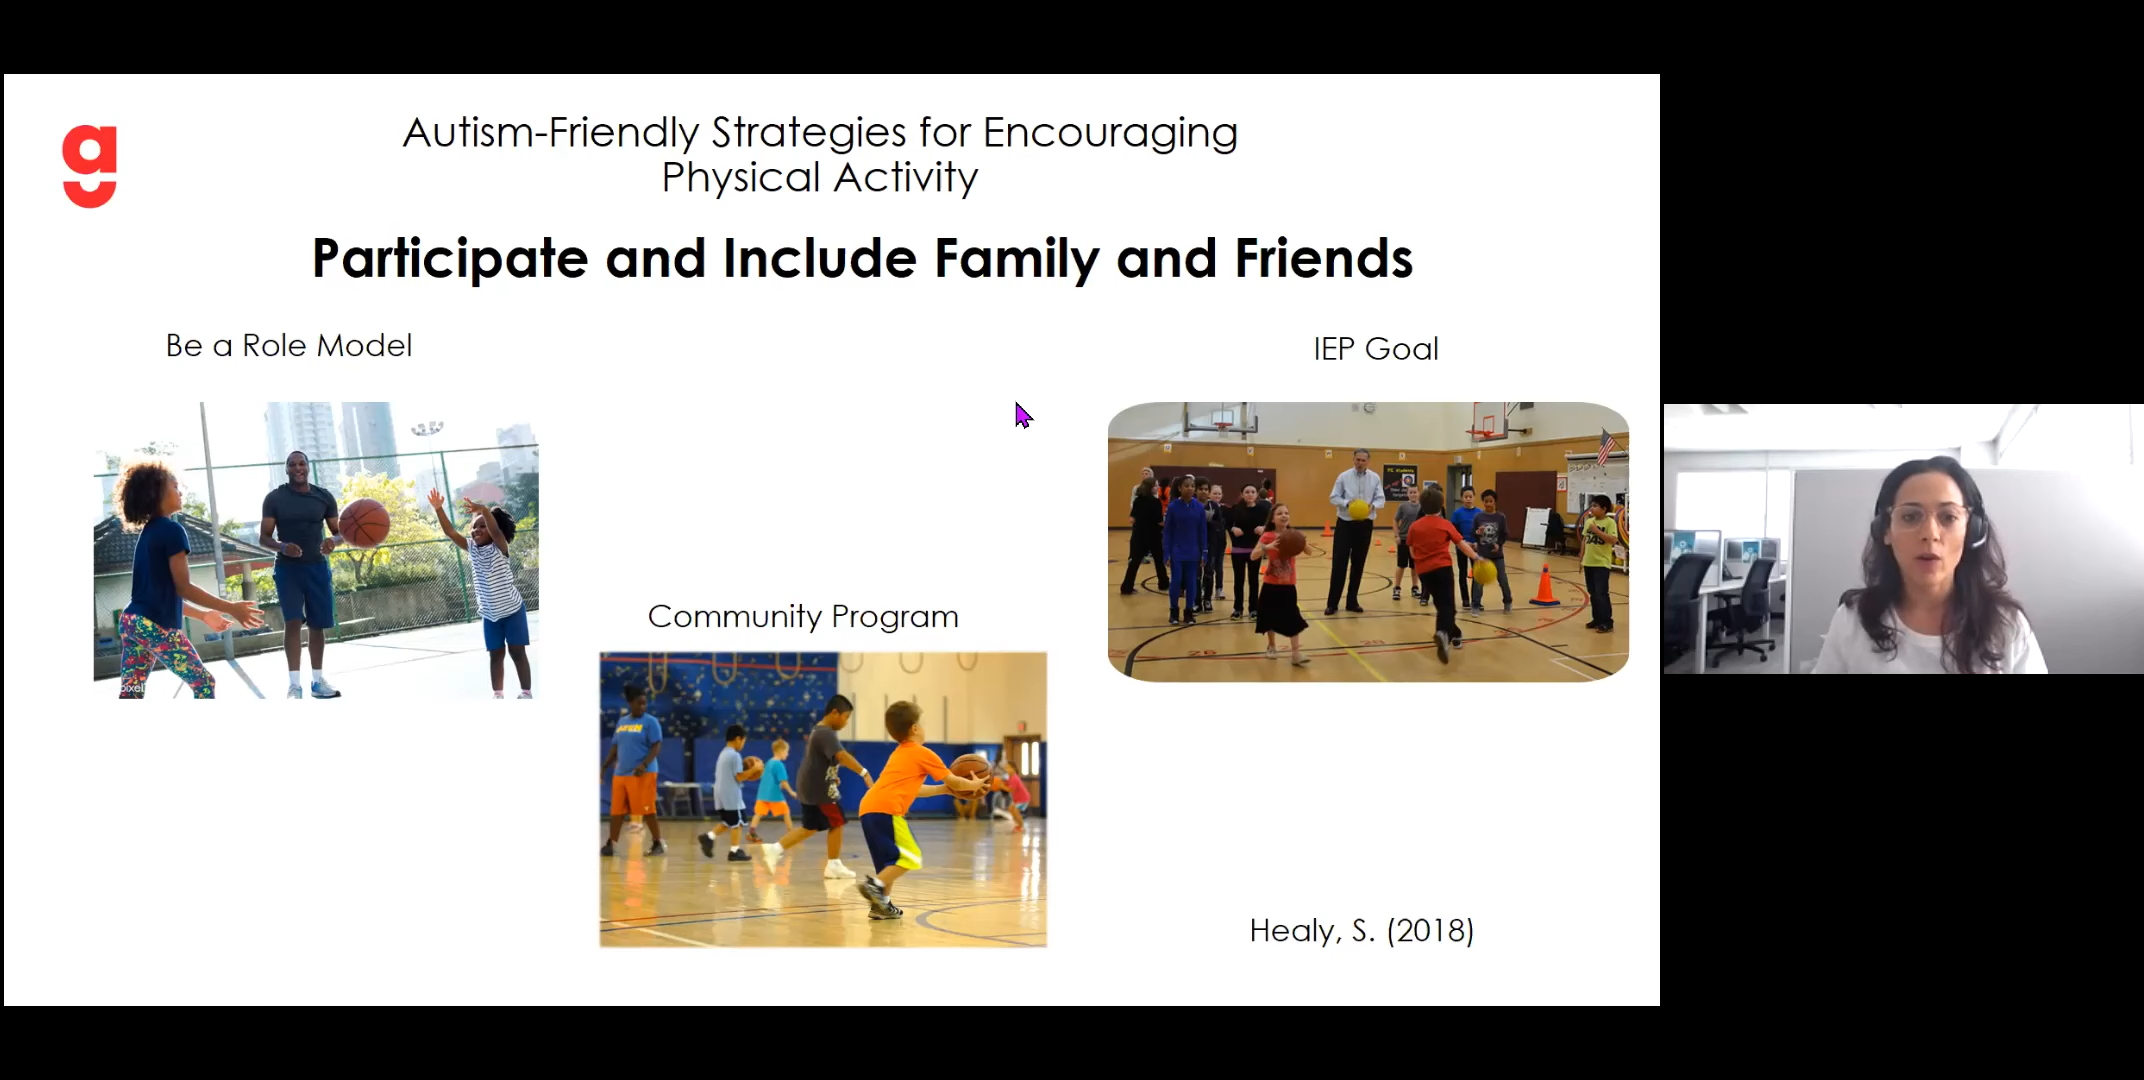 Autism-Friendly Strategies for Encouraging
Physical Activity
Participate and Include Family and Friends
Be a Role Model
IEP Goal
Community Program
Healy, S. (2018)